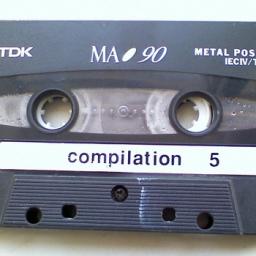 TDK
MA 90
METAL POS
IECIV/T
compilation 5